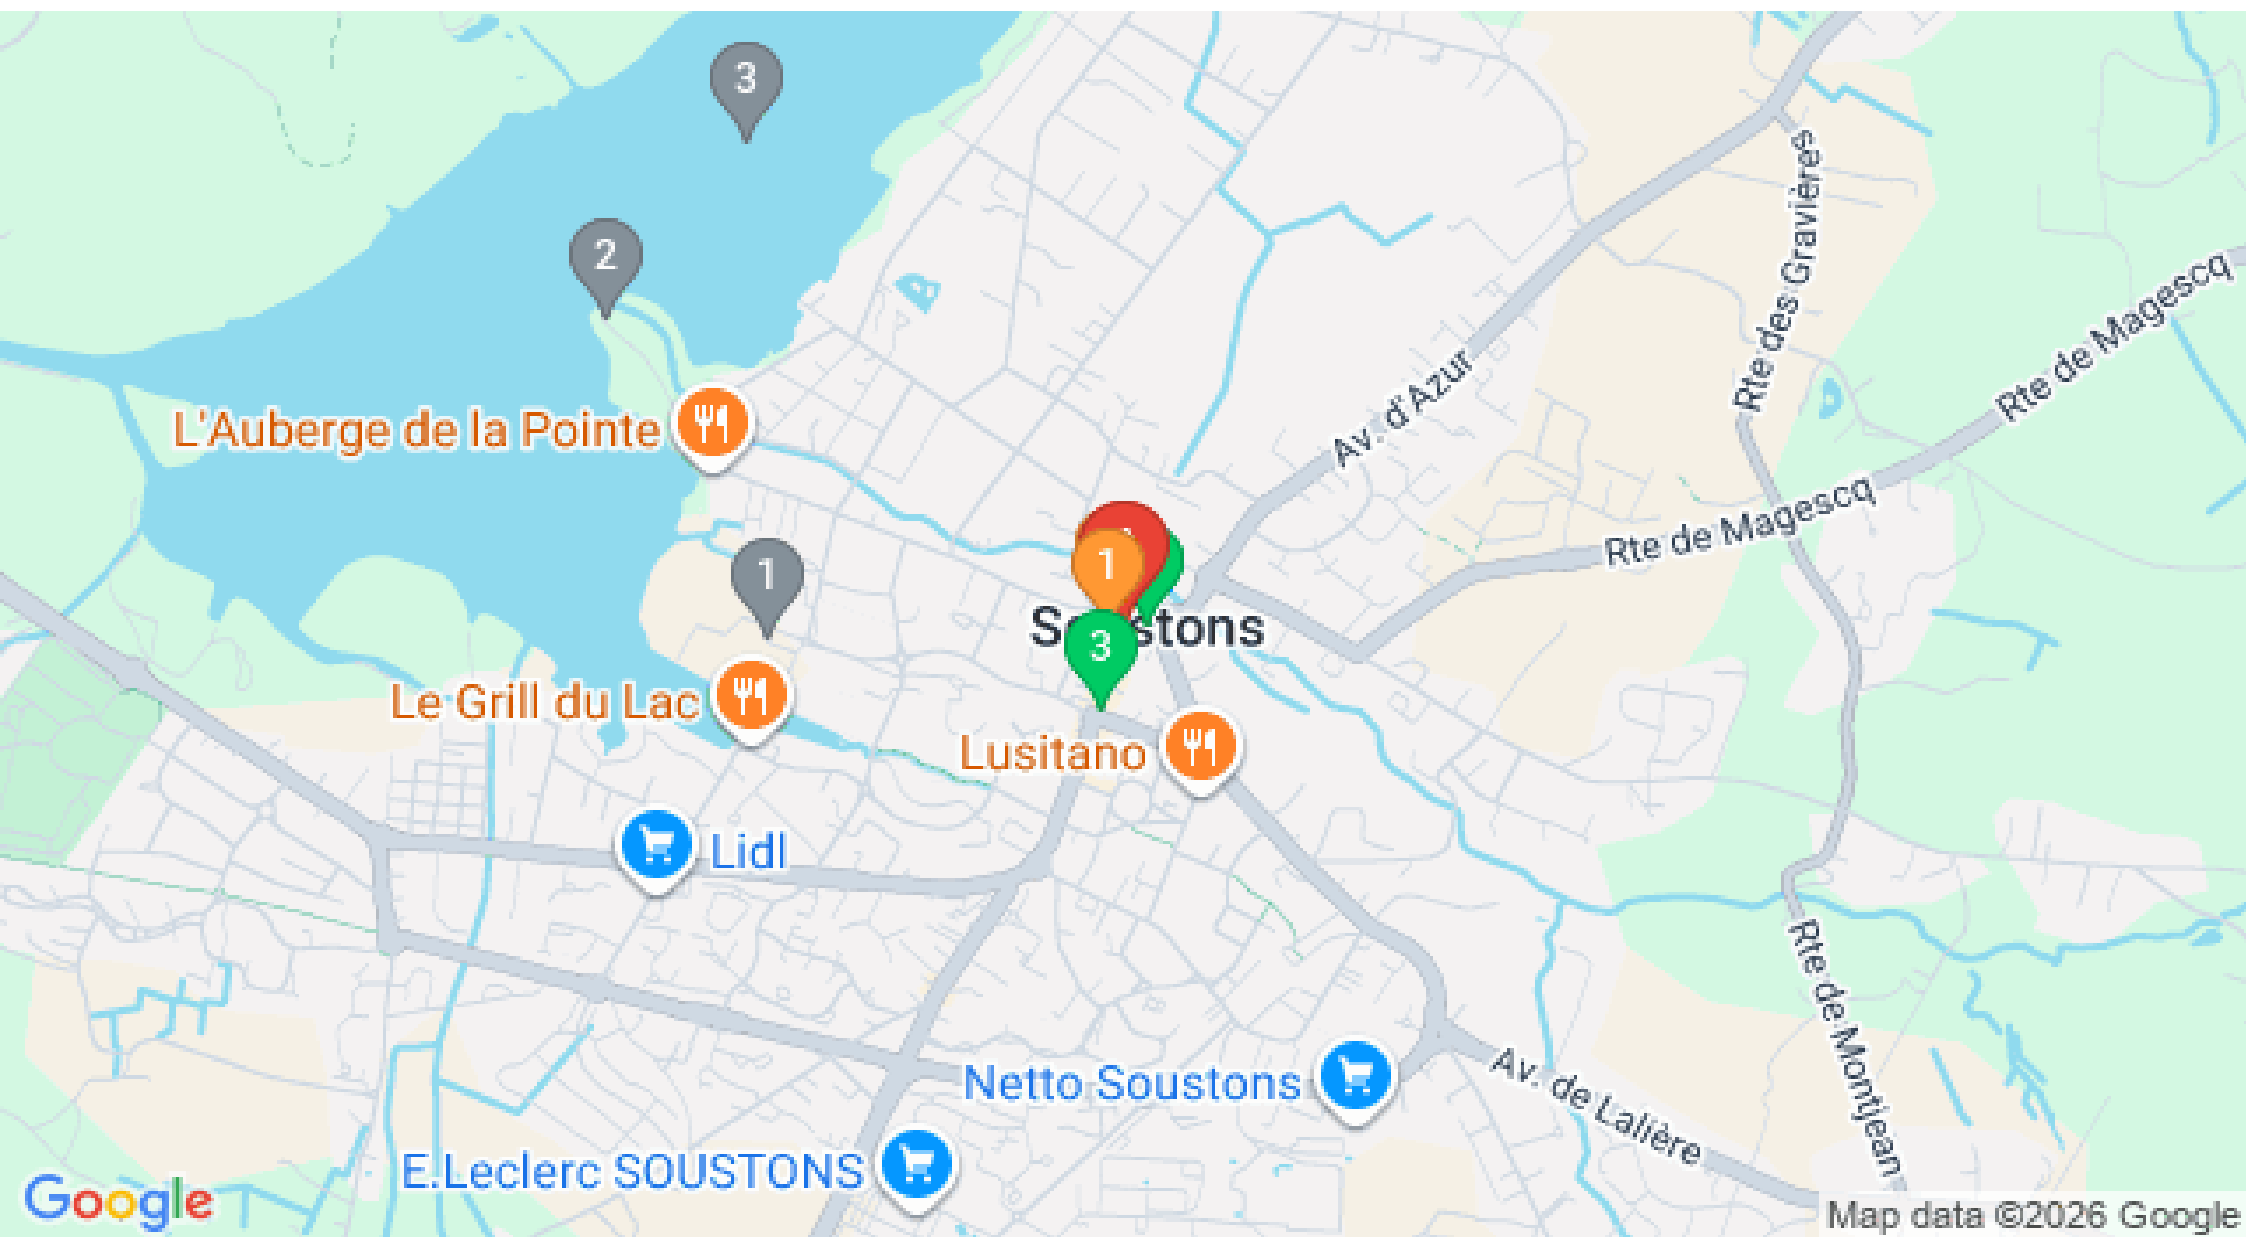 3
2
Rte des Gravières
Rte de Magescq
Av. d'Azur
L'Auberge de la Pointe
Rte de Magescq
1
1
3
Le Grill du Lac
Lusitano
Lidl
Rte de Montjean
Netto Soustons
Av. de Lalière
E.Leclerc SOUSTONS
Google
Map data ©2026 Google